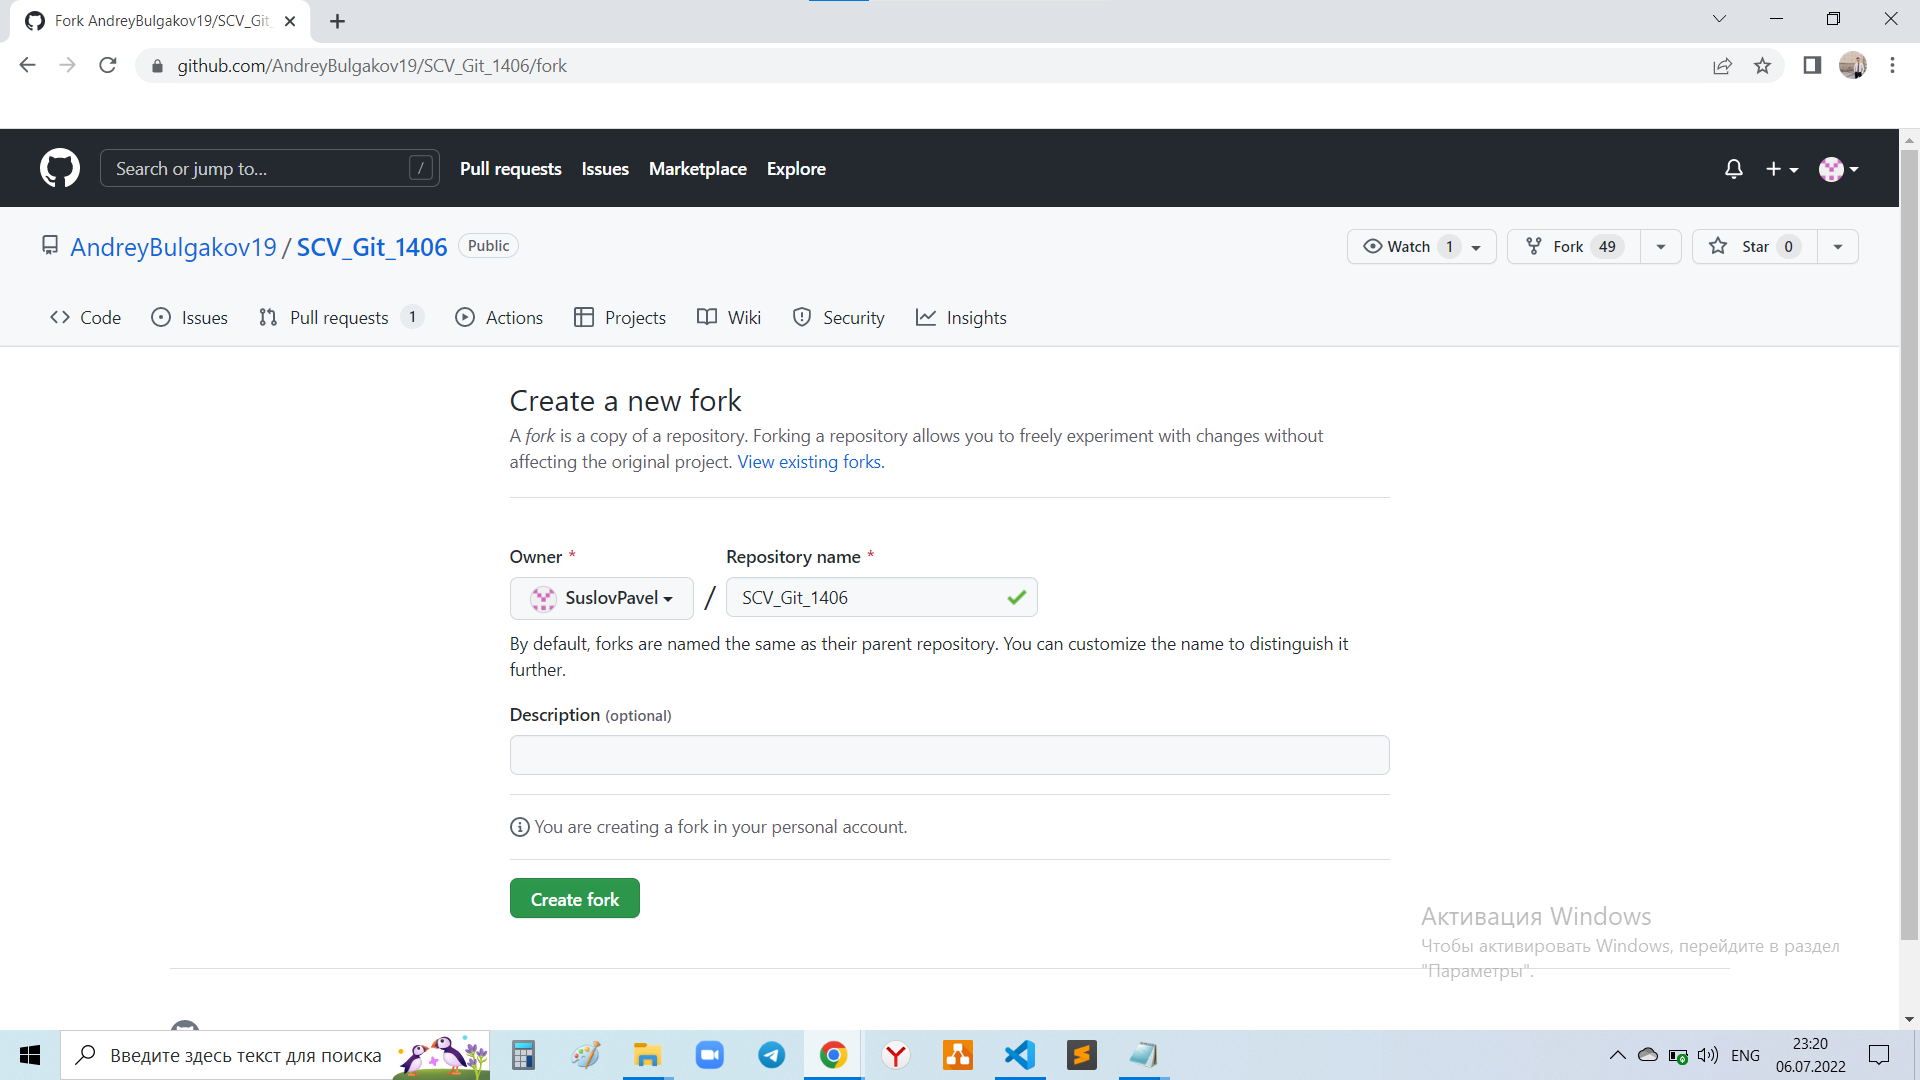 Fork AndreyBulgakov19/SCV_Git_
github.com/AndreyBulgakov19/SCV_Git_1406/fork
Search or jump to... /
Pull requests Issues Marketplace Explore
AndreyBulgakov19 / SCV_Git_1406 Public
Watch 1 Fork 49 Star 0
Code Issues Pull requests 1 Actions Projects Wiki Security Insights
Create a new fork
A fork is a copy of a repository. Forking a repository allows you to freely experiment with changes without
affecting the original project. View existing forks.
Owner * Repository name *
SuslovPavel / SCV_Git_1406
By default, forks are named the same as their parent repository. You can customize the name to distinguish it
further.
Description (optional)
You are creating a fork in your personal account.
Create fork
Активация Windows
Чтобы активировать Windows, перейдите в раздел
"Параметры".
Введите здесь текст для поиска
ENG
23:20
06.07.2022